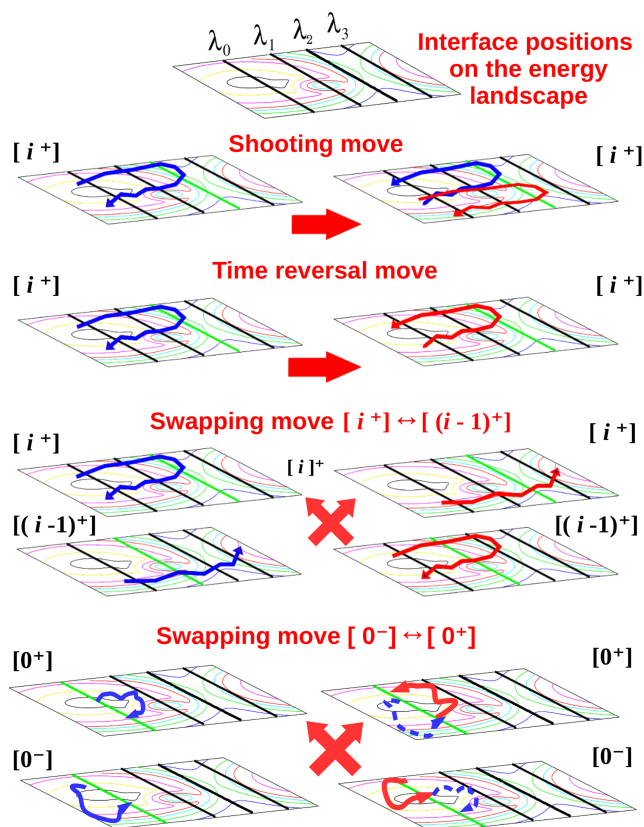 λ₀ λ₁ λ₂ λ₃
Interface positions
on the energy
landscape
Shooting move
[ i ⁺] [ i ⁺]
Time reversal move
[ i ⁺] [ i ⁺]
Swapping move [ i ⁺] ↔ [ (i - 1)⁺]
[ i ⁺] [ i ]⁺ [ i ⁺]
[( i -1)⁺] [( i -1)⁺]
Swapping move [ 0⁻] ↔ [ 0⁺]
[0⁺] [0⁺]
[0⁻] [0⁻]